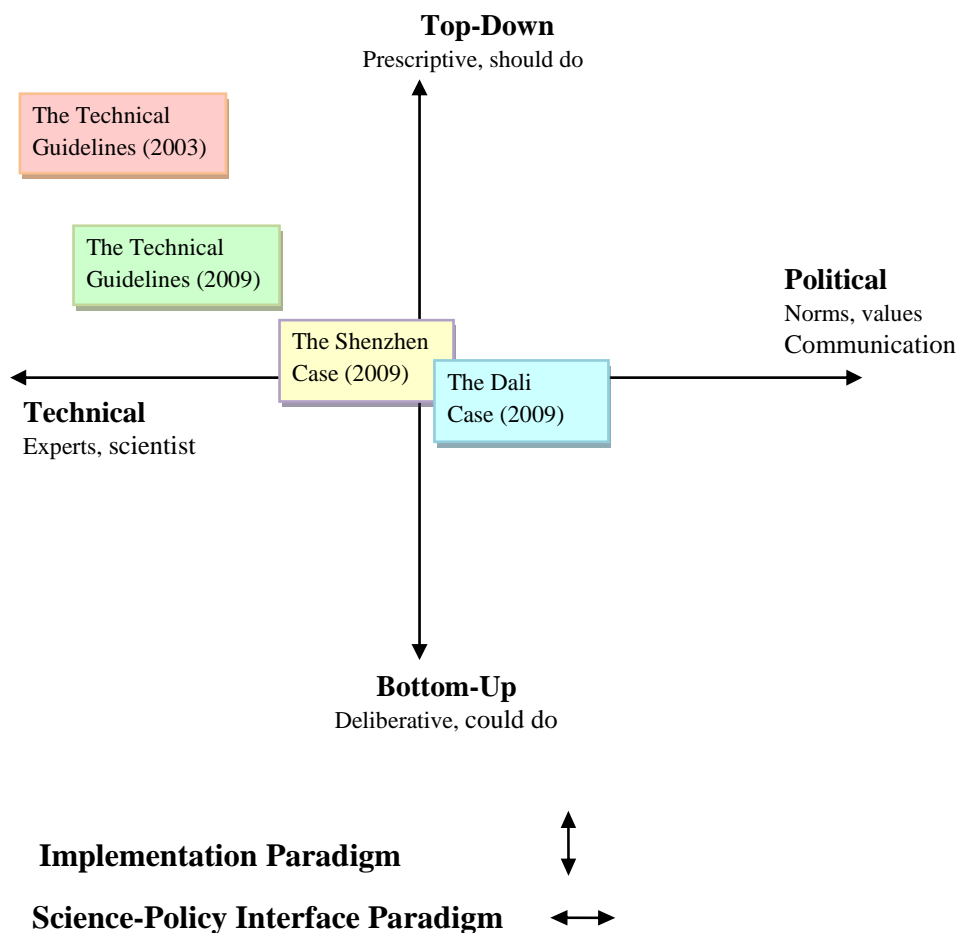 Top-Down
Prescriptive, should do
The Technical
Guidelines (2003)
The Technical
Guidelines (2009)
Political
Norms, values
Communication
The Shenzhen
Case (2009)
The Dali
Case (2009)
Technical
Experts, scientist
Bottom-Up
Deliberative, could do
Implementation Paradigm
Science-Policy Interface Paradigm